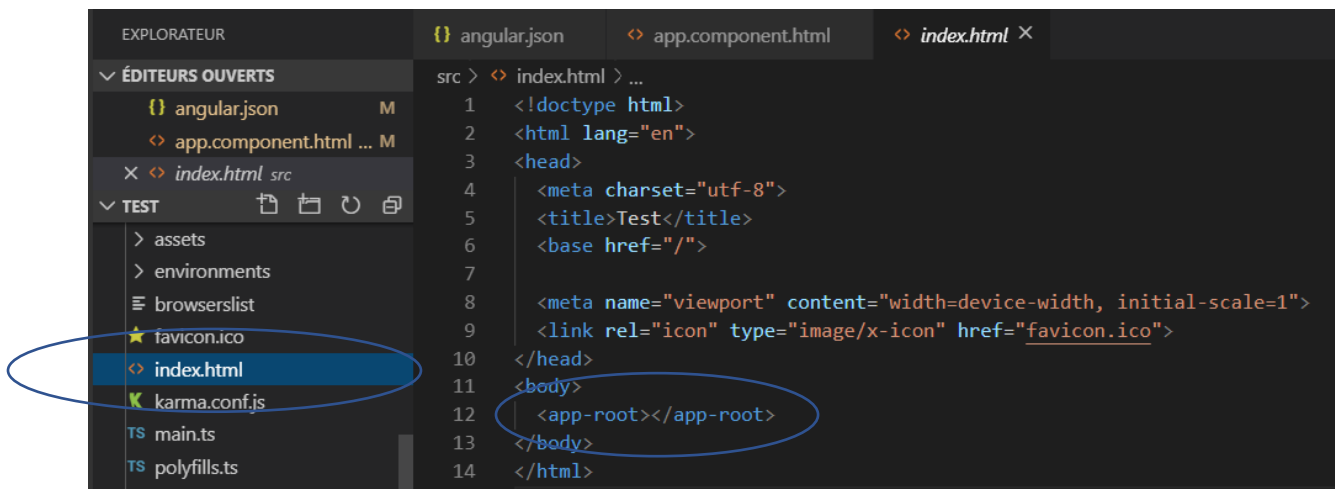 EXPLORATEUR
ÉDITEURS OUVERTS
{} angular.json M
<> app.component.html ... M
<> index.html src
TEST
> assets
> environments
browserslist
favicon.ico
<> index.html
karma.conf.js
TS main.ts
TS polyfills.ts
{} angular.json <> app.component.html <> index.html
src > <> index.html > ...
1 <!doctype html>
2 <html lang="en">
3 <head>
4 <meta charset="utf-8">
5 <title>Test</title>
6 <base href="/">
7
8 <meta name="viewport" content="width=device-width, initial-scale=1">
9 <link rel="icon" type="image/x-icon" href="favicon.ico">
10 </head>
11 <body>
12 <app-root></app-root>
13 </body>
14 </html>